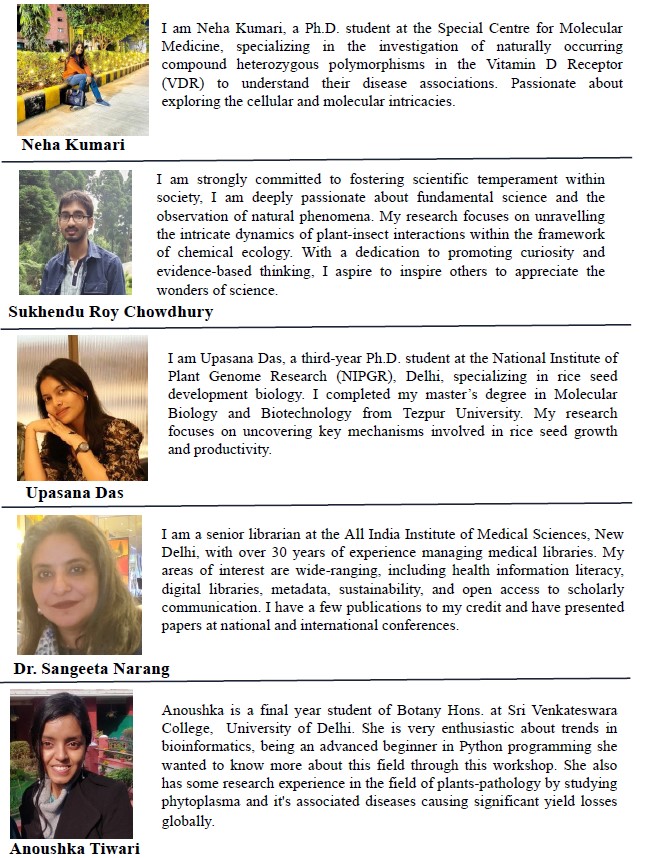 I am Neha Kumari, a Ph.D. student at the Special Centre for Molecular
Medicine, specializing in the investigation of naturally occurring
compound heterozygous polymorphisms in the Vitamin D Receptor
(VDR) to understand their disease associations. Passionate about
exploring the cellular and molecular intricacies.
Neha Kumari
I am strongly committed to fostering scientific temperament within
society, I am deeply passionate about fundamental science and the
observation of natural phenomena. My research focuses on unravelling
the intricate dynamics of plant-insect interactions within the framework
of chemical ecology. With a dedication to promoting curiosity and
evidence-based thinking, I aspire to inspire others to appreciate the
wonders of science.
Sukhendu Roy Chowdhury
I am Upasana Das, a third-year Ph.D. student at the National Institute of
Plant Genome Research (NIPGR), Delhi, specializing in rice seed
development biology. I completed my master’s degree in Molecular
Biology and Biotechnology from Tezpur University. My research
focuses on uncovering key mechanisms involved in rice seed growth
and productivity.
Upasana Das
I am a senior librarian at the All India Institute of Medical Sciences, New
Delhi, with over 30 years of experience managing medical libraries. My
areas of interest are wide-ranging, including health information literacy,
digital libraries, metadata, sustainability, and open access to scholarly
communication. I have a few publications to my credit and have presented
papers at national and international conferences.
Dr. Sangeeta Narang
Anoushka is a final year student of Botany Hons. at Sri Venkateswara
College, University of Delhi. She is very enthusiastic about trends in
bioinformatics, being an advanced beginner in Python programming she
wanted to know more about this field through this workshop. She also
has some research experience in the field of plants-pathology by studying
phytoplasma and it's associated diseases causing significant yield losses
globally.
Anoushka Tiwari